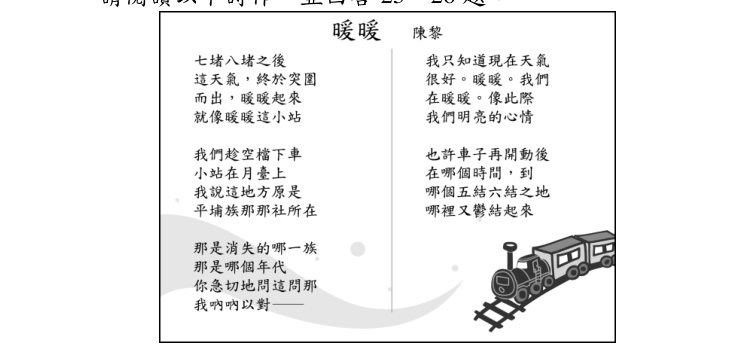 請閱讀以下詩作，並回答 25－26 題：
暖暖　陳黎
七堵八堵之後
這天氣，終於突圍
而出，暖暖起來
就像暖暖這小站
我們趁空檔下車
小站在月臺上
我說這地方原是
平埔族那那社所在
那是消失的哪一族
那是哪個年代
你急切地問這問那
我吶吶以對——
我只知道現在天氣
很好。暖暖。我們
在暖暖。像此際
我們明亮的心情
也許車子再開動後
在哪個時間，到
哪個五結六結之地
哪裡又鬱結起來